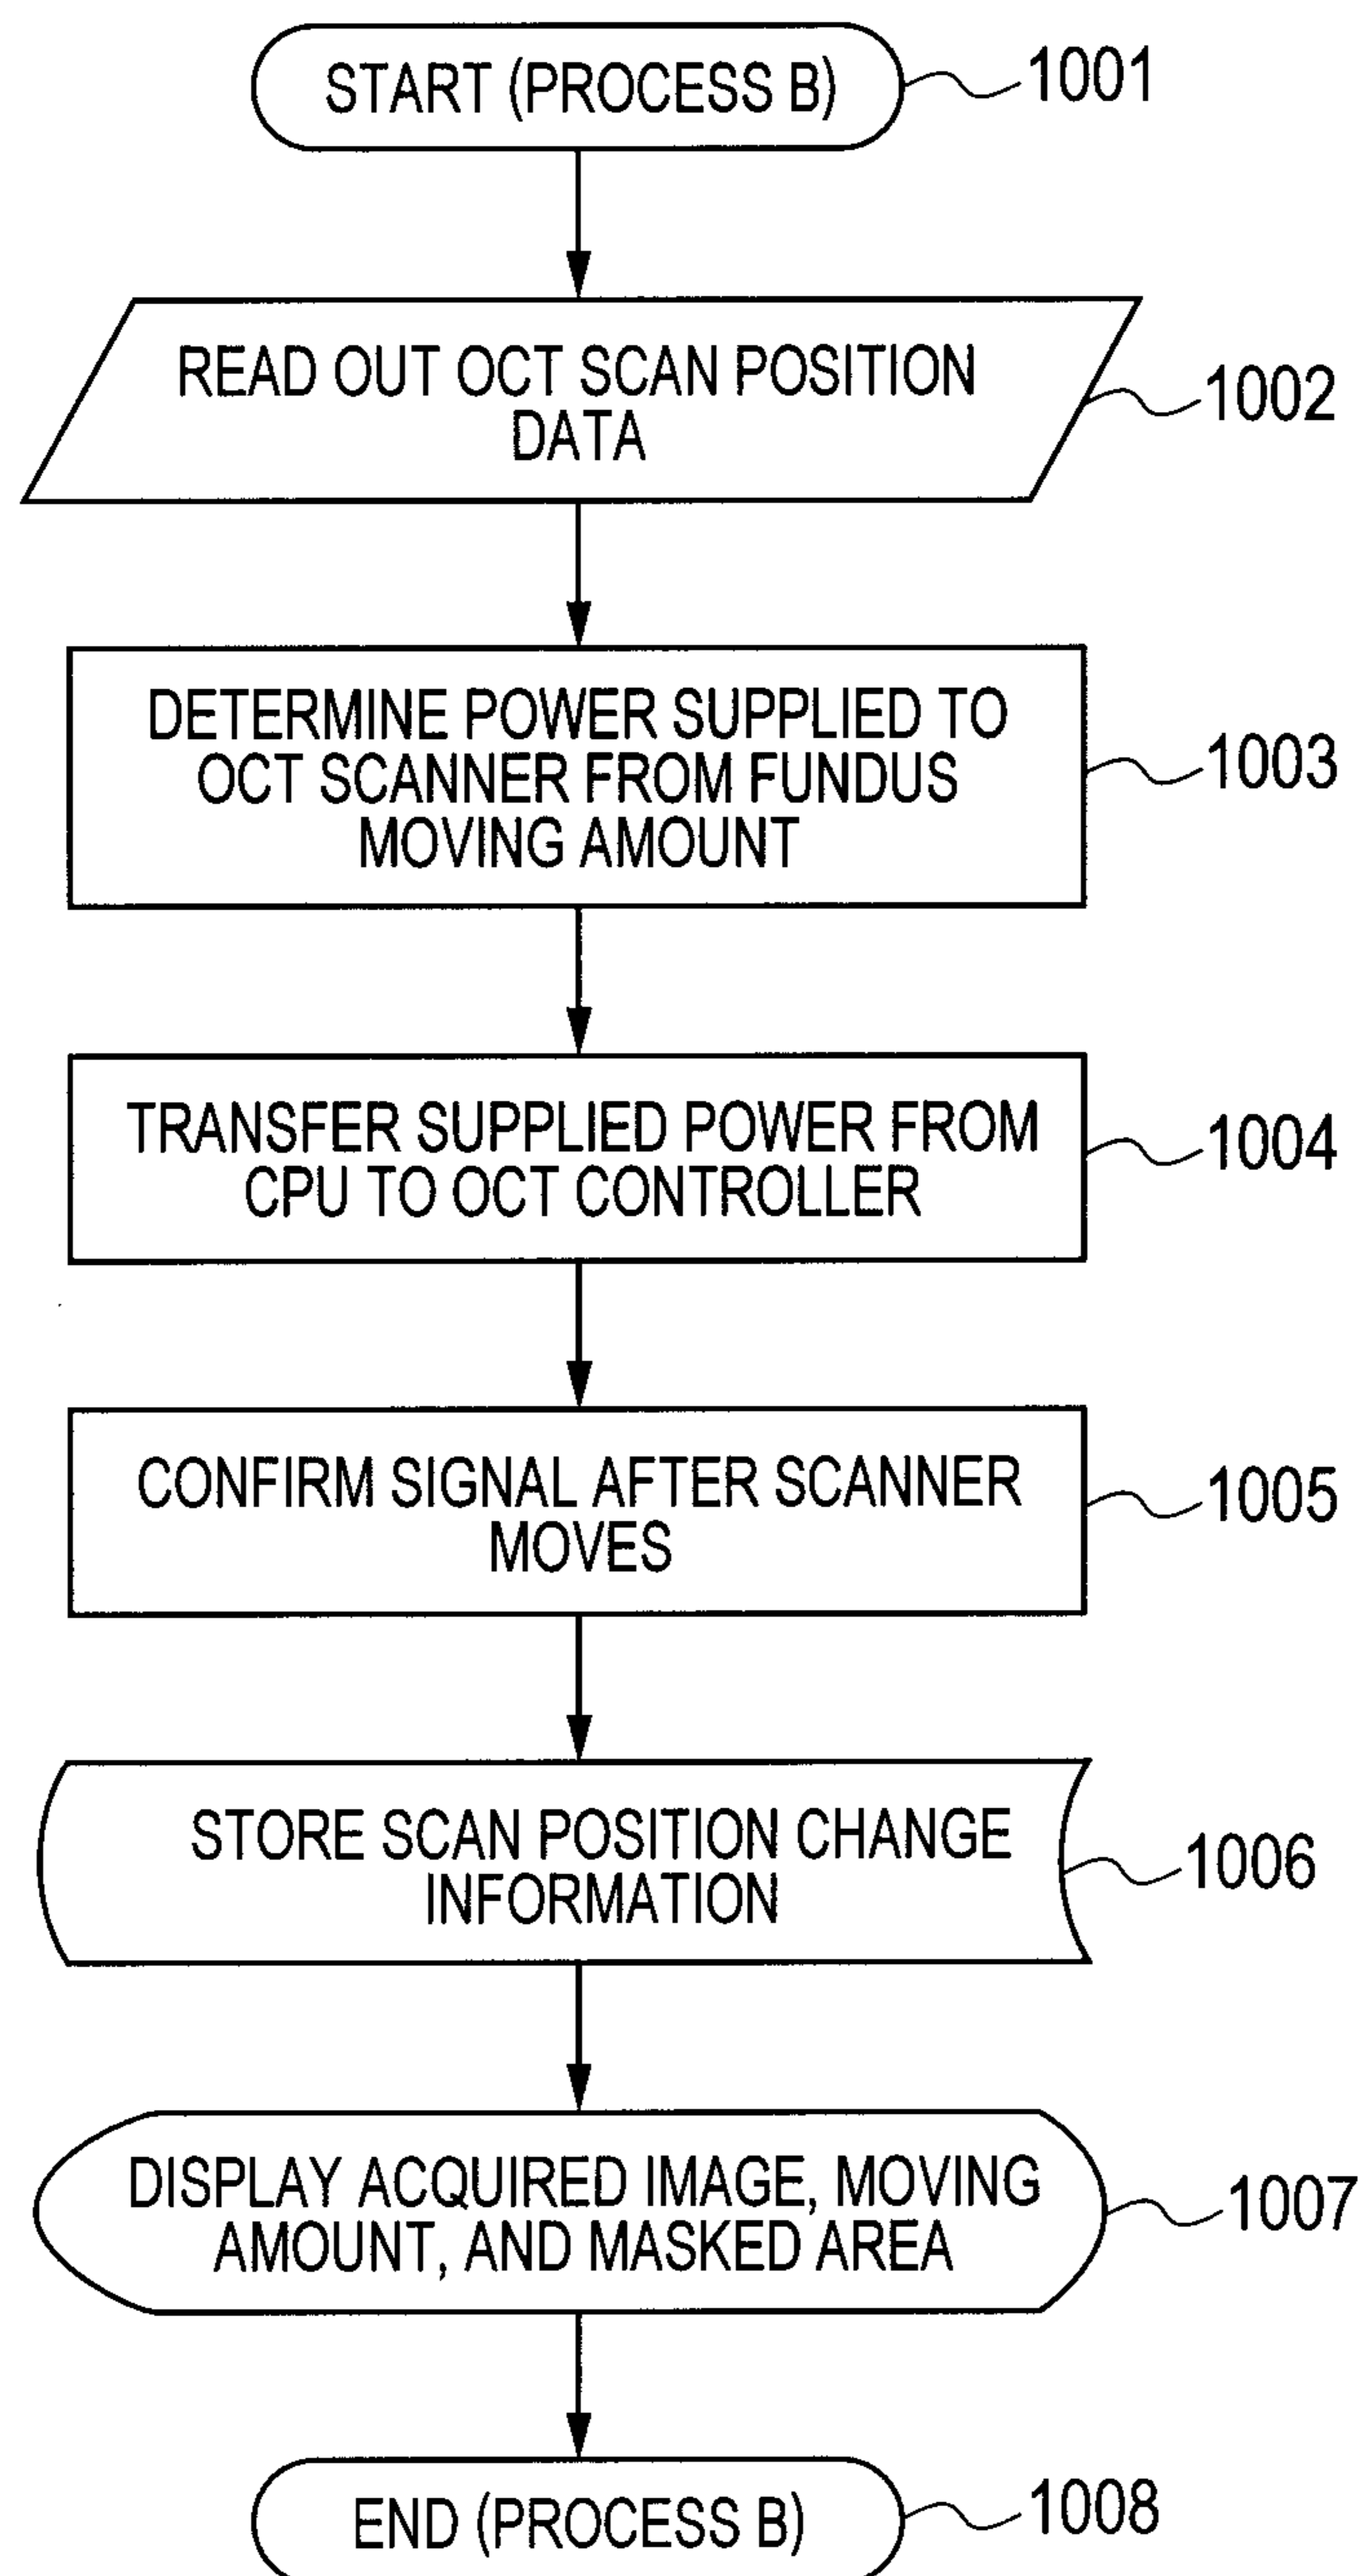 START (PROCESS B)
1001
READ OUT OCT SCAN POSITION
DATA
1002
DETERMINE POWER SUPPLIED TO
OCT SCANNER FROM FUNDUS
MOVING AMOUNT
1003
TRANSFER SUPPLIED POWER FROM
CPU TO OCT CONTROLLER
1004
CONFIRM SIGNAL AFTER SCANNER
MOVES
1005
STORE SCAN POSITION CHANGE
INFORMATION
1006
DISPLAY ACQUIRED IMAGE, MOVING
AMOUNT, AND MASKED AREA
1007
END (PROCESS B)
1008